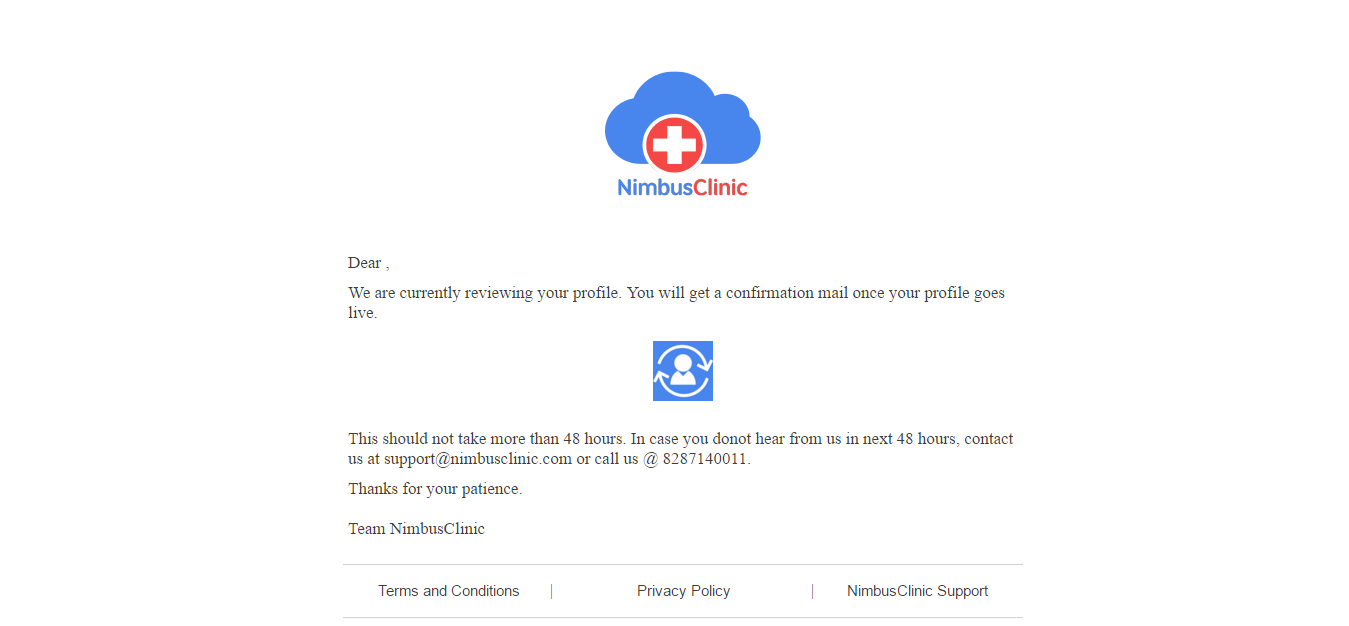 NimbusClinic
Dear ,
We are currently reviewing your profile. You will get a confirmation mail once your profile goes
live.
This should not take more than 48 hours. In case you donot hear from us in next 48 hours, contact
us at support@nimbusclinic.com or call us @ 8287140011.
Thanks for your patience.
Team NimbusClinic
Terms and Conditions | Privacy Policy | NimbusClinic Support